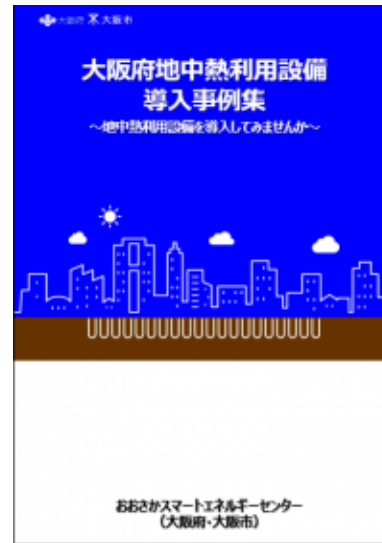 大阪府 大阪市
大阪府地中熱利用設備
導入事例集
～地中熱利用設備を導入してみませんか～
おおさかスマートエネルギーセンター
（大阪府・大阪市）